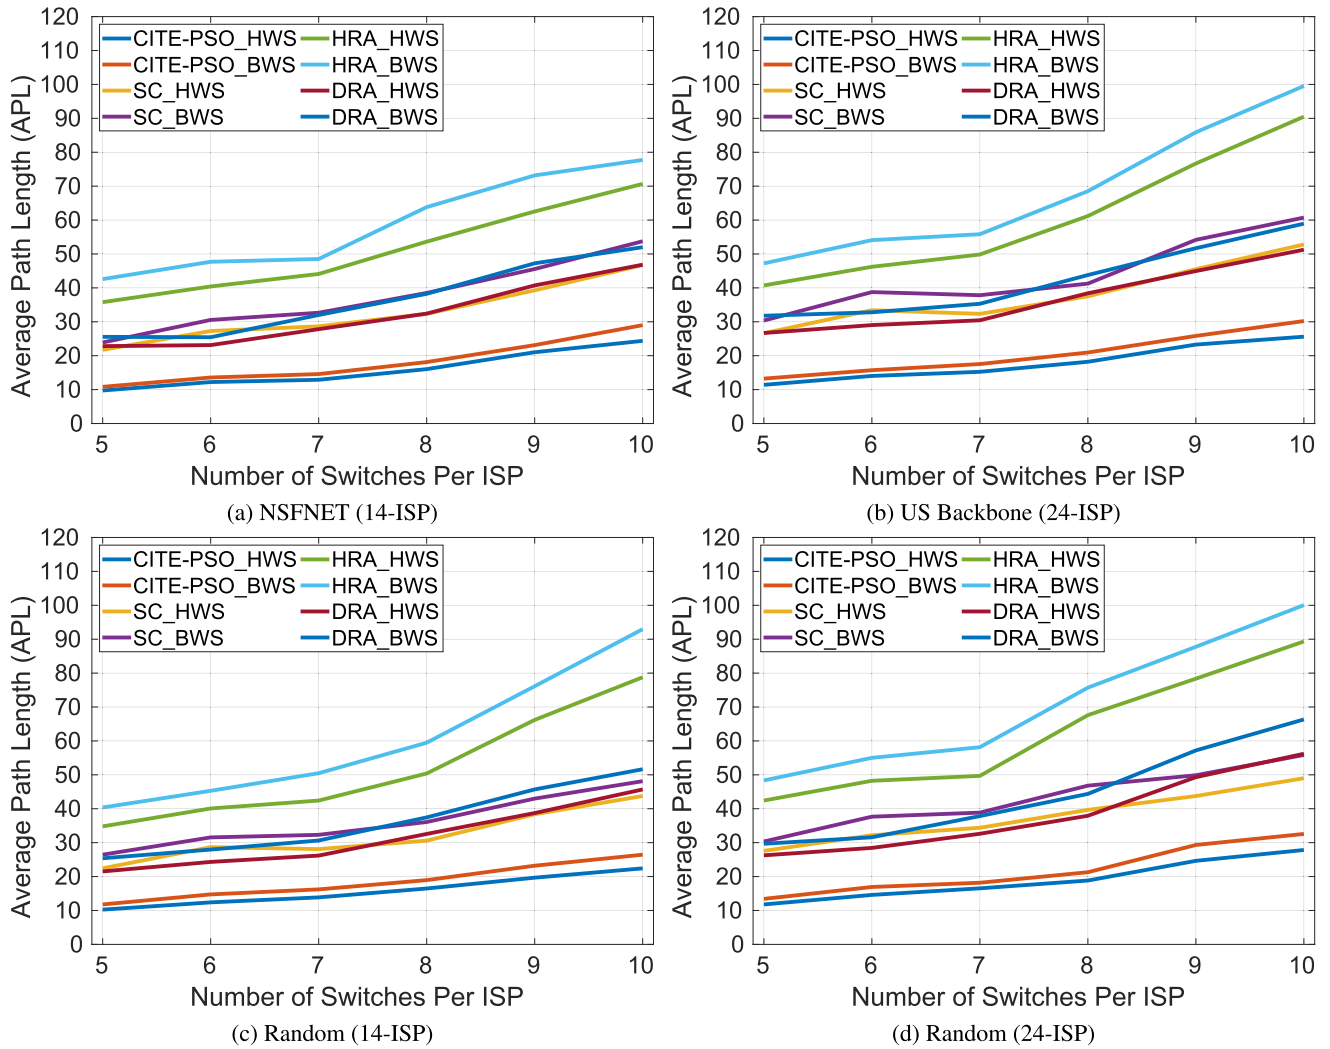 120
110
100
90
80
70
60
50
40
30
20
10
0
Average Path Length (APL)
CITE-PSO_HWS
CITE-PSO_BWS
SC_HWS
SC_BWS
HRA_HWS
HRA_BWS
DRA_HWS
DRA_BWS
5 6 7 8 9 10
Number of Switches Per ISP
(a) NSFNET (14-ISP)
120
110
100
90
80
70
60
50
40
30
20
10
0
Average Path Length (APL)
CITE-PSO_HWS
CITE-PSO_BWS
SC_HWS
SC_BWS
HRA_HWS
HRA_BWS
DRA_HWS
DRA_BWS
5 6 7 8 9 10
Number of Switches Per ISP
(b) US Backbone (24-ISP)
120
110
100
90
80
70
60
50
40
30
20
10
0
Average Path Length (APL)
CITE-PSO_HWS
CITE-PSO_BWS
SC_HWS
SC_BWS
HRA_HWS
HRA_BWS
DRA_HWS
DRA_BWS
5 6 7 8 9 10
Number of Switches Per ISP
(c) Random (14-ISP)
120
110
100
90
80
70
60
50
40
30
20
10
0
Average Path Length (APL)
CITE-PSO_HWS
CITE-PSO_BWS
SC_HWS
SC_BWS
HRA_HWS
HRA_BWS
DRA_HWS
DRA_BWS
5 6 7 8 9 10
Number of Switches Per ISP
(d) Random (24-ISP)